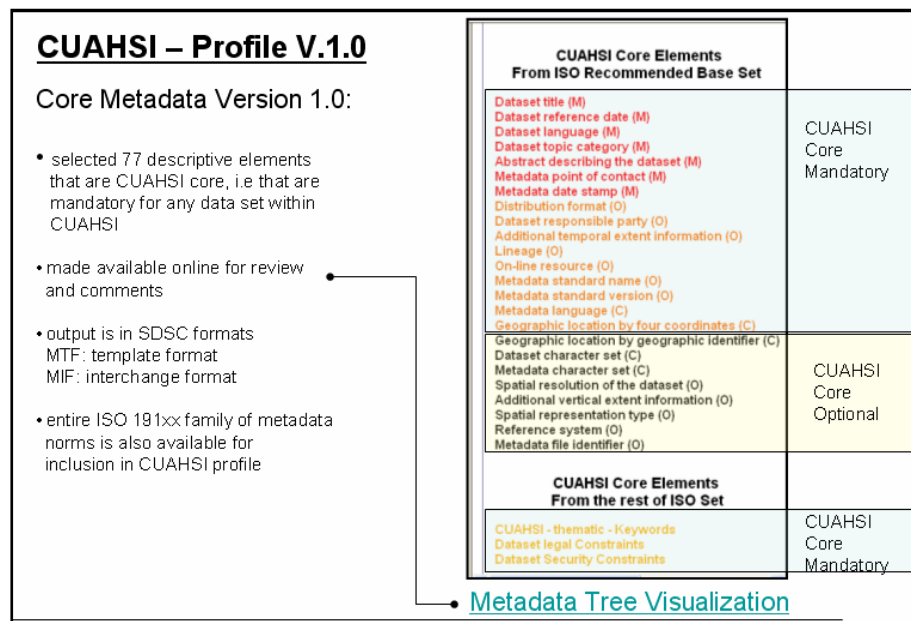 CUAHSI – Profile V.1.0
Core Metadata Version 1.0:
• selected 77 descriptive elements
that are CUAHSI core, i.e that are
mandatory for any data set within
CUAHSI
• made available online for review
and comments
• output is in SDSC formats
MTF: template format
MIF: interchange format
• entire ISO 191xx family of metadata
norms is also available for
inclusion in CUAHSI profile
CUAHSI Core Elements
From ISO Recommended Base Set
Dataset title (M)
Dataset reference date (M)
Dataset language (M)
Dataset topic category (M)
Abstract describing the dataset (M)
Metadata point of contact (M)
Metadata date stamp (M)
Distribution format (O)
Dataset responsible party (O)
Additional temporal extent information (O)
Lineage (O)
On-line resource (O)
Metadata standard name (O)
Metadata standard version (O)
Metadata language (C)
Geographic location by four coordinates (C)
CUAHSI
Core
Mandatory
Geographic location by geographic identifier (C)
Dataset character set (C)
Metadata character set (C)
Spatial resolution of the dataset (O)
Additional vertical extent information (O)
Spatial representation type (O)
Reference system (O)
Metadata file identifier (O)
CUAHSI
Core
Optional
CUAHSI Core Elements
From the rest of ISO Set
CUAHSI - thematic - Keywords
Dataset legal Constraints
Dataset Security Constraints
CUAHSI
Core
Mandatory
Metadata Tree Visualization